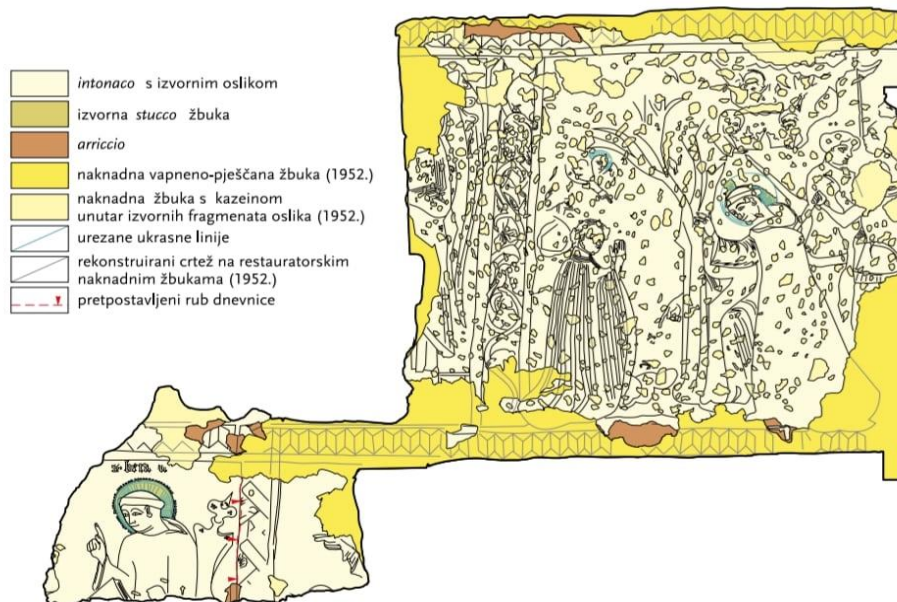 intonaco s izvornim oslikom
izvorna stucco žbuka
arriccio
naknadna vapneno-pješčana žbuka (1952.)
naknadna žbuka s kazeinom
unutar izvornih fragmenata oslika (1952.)
urezane ukrasne linije
rekonstruirani crtež na restauratorskim
naknadnim žbukama (1952.)
pretpostavljeni rub dnevnice